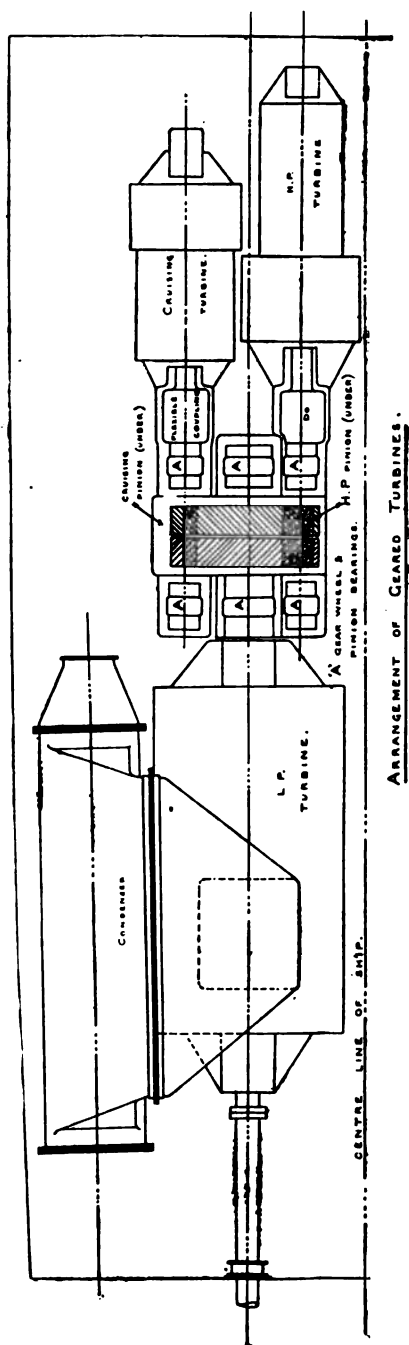 H.P.
TURBINE
CRUISING
TURBINE.
CRUISING
PINION (UNDER)
FLEXIBLE
COUPLING
Do
A
A
A
H.P PINION (UNDER)
A
A
A
"A" GEAR WHEEL &
PINION BEARINGS.
L.P.
TURBINE.
CONDENSER
CENTRE LINE OF SHIP.
ARRANGEMENT OF GEARED TURBINES.